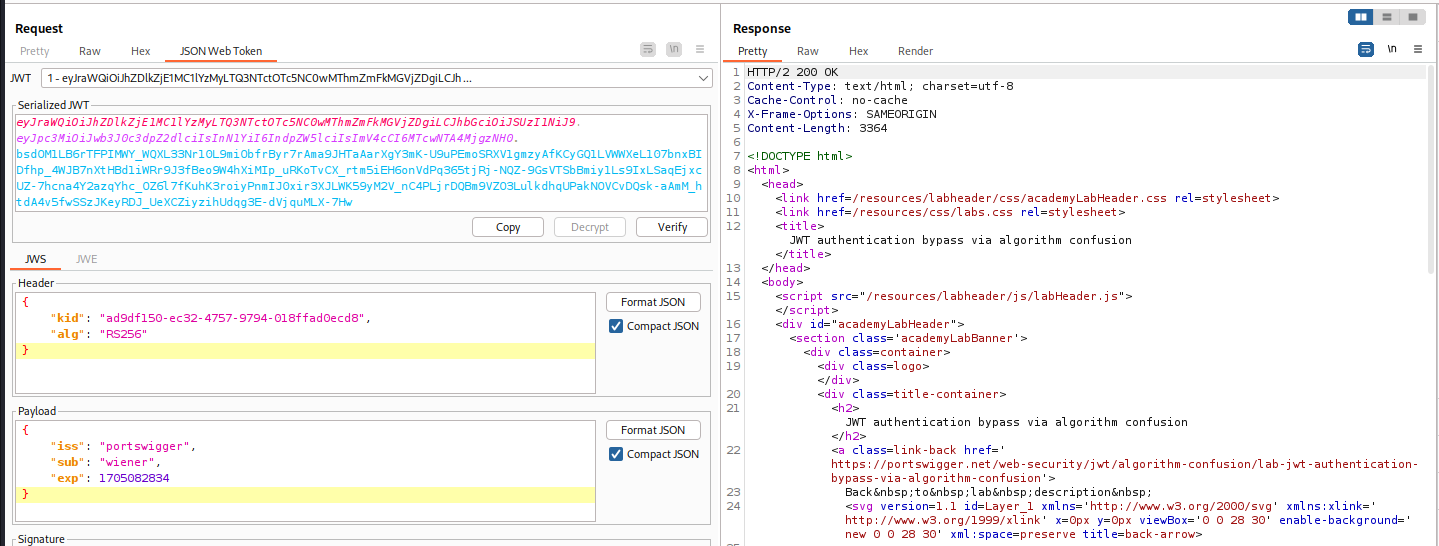 Request
Pretty Raw Hex JSON Web Token
\n
JWT 1 - eyJraWQiOiJhZDlkZjE1MC1lYzMyLTQ3NTctOTc5NC0wMThmZmFkMGVjZDgiLCJh ...
Serialized JWT
eyJraWQiOiJhZDlkZjE1MC1lYzMyLTQ3NTctOTc5NC0wMThmZmFkMGVjZDgiLCJhbGciOiJSUzI1NiJ9.
eyJpc3MiOiJwb3J0c3dpZ2dlciIsInN1YiI6IndpZW5lciIsImV4cCI6MTcwNTA4MjgzNH0.
Copy Decrypt Verify
JWS JWE
Header
{
"kid": "ad9df150-ec32-4757-9794-018ffad0ecd8",
"alg": "RS256"
}
Format JSON
Compact JSON
Payload
{
"iss": "portswigger",
"sub": "wiener",
"exp": 1705082834
}
Format JSON
Compact JSON
Signature
Response
Pretty Raw Hex Render
\n
1 HTTP/2 200 OK
2 Content-Type: text/html; charset=utf-8
3 Cache-Control: no-cache
4 X-Frame-Options: SAMEORIGIN
5 Content-Length: 3364
6
7 <!DOCTYPE html>
8 <html>
9 <head>
10 <link href=/resources/labheader/css/academyLabHeader.css rel=stylesheet>
11 <link href=/resources/css/labs.css rel=stylesheet>
12 <title>
JWT authentication bypass via algorithm confusion
</title>
13 </head>
14 <body>
15 <script src="/resources/labheader/js/labHeader.js">
</script>
16 <div id="academyLabHeader">
17 <section class='academyLabBanner'>
18 <div class=container>
19 <div class=logo>
</div>
20 <div class=title-container>
21 <h2>
JWT authentication bypass via algorithm confusion
</h2>
22 <a class=link-back href='
https://portswigger.net/web-security/jwt/algorithm-confusion/lab-jwt-authentication-
bypass-via-algorithm-confusion'>
23 Back&nbsp;to&nbsp;lab&nbsp;description&nbsp;
24 <svg version=1.1 id=Layer_1 xmlns='http://www.w3.org/2000/svg' xmlns:xlink='
http://www.w3.org/1999/xlink' x=0px y=0px viewBox='0 0 28 30' enable-background='
new 0 0 28 30' xml:space=preserve title=back-arrow>